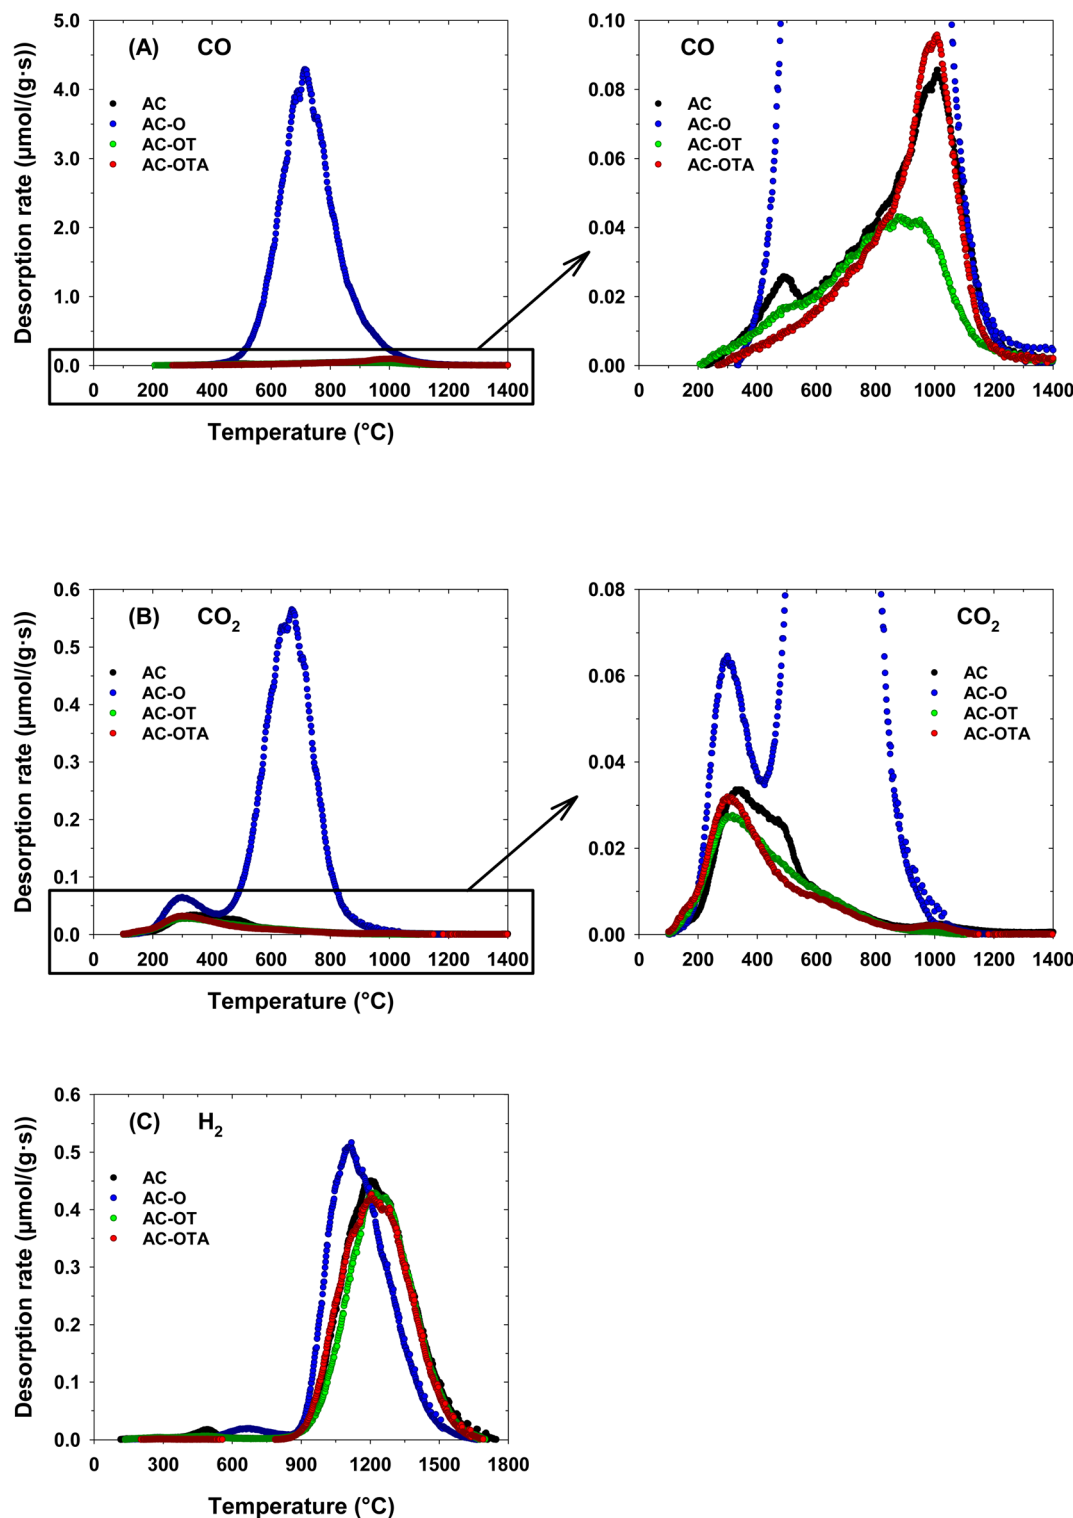 (A) CO
Desorption rate (µmol/(g·s))
5.0
4.0
3.0
2.0
1.0
0.0
AC
AC-O
AC-OT
AC-OTA
0 200 400 600 800 1000 1200 1400
Temperature (°C)
CO
0.10
0.08
0.06
0.04
0.02
0.00
AC
AC-O
AC-OT
AC-OTA
0 200 400 600 800 1000 1200 1400
(B) CO₂
Desorption rate (µmol/(g·s))
0.6
0.5
0.4
0.3
0.2
0.1
0.0
AC
AC-O
AC-OT
AC-OTA
0 200 400 600 800 1000 1200 1400
Temperature (°C)
CO₂
0.08
0.06
0.04
0.02
0.00
AC
AC-O
AC-OT
AC-OTA
0 200 400 600 800 1000 1200 1400
(C) H₂
Desorption rate (µmol/(g·s))
0.6
0.5
0.4
0.3
0.2
0.1
0.0
AC
AC-O
AC-OT
AC-OTA
0 300 600 900 1200 1500 1800
Temperature (°C)